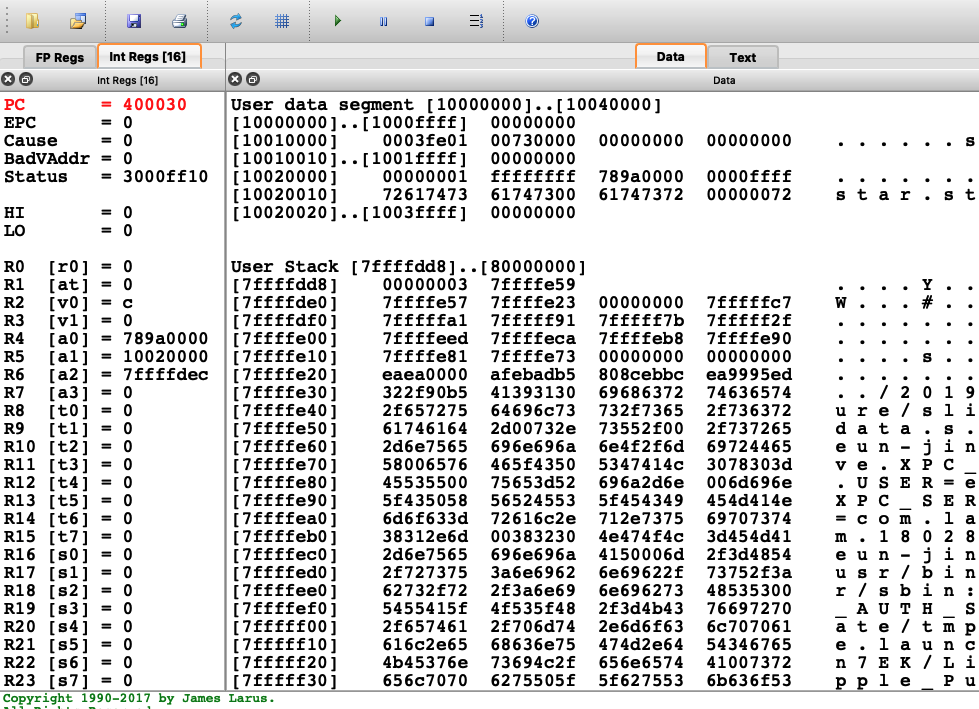 FP Regs
Int Regs [16]
Int Regs [16]
PC = 400030
EPC = 0
Cause = 0
BadVAddr = 0
Status = 3000ff10
HI = 0
LO = 0
R0 [r0] = 0
R1 [at] = 0
R2 [v0] = c
R3 [v1] = 0
R4 [a0] = 789a0000
R5 [a1] = 10020000
R6 [a2] = 7ffffdec
R7 [a3] = 0
R8 [t0] = 0
R9 [t1] = 0
R10 [t2] = 0
R11 [t3] = 0
R12 [t4] = 0
R13 [t5] = 0
R14 [t6] = 0
R15 [t7] = 0
R16 [s0] = 0
R17 [s1] = 0
R18 [s2] = 0
R19 [s3] = 0
R20 [s4] = 0
R21 [s5] = 0
R22 [s6] = 0
R23 [s7] = 0
Data
Text
Data
User data segment [10000000]..[10040000]
[10000000]..[1000ffff] 00000000
[10010000] 0003fe01 00730000 00000000 00000000 . . . . . . s
[10010010]..[1001ffff] 00000000
[10020000] 00000001 ffffffff 789a0000 0000ffff . . . . . . .
[10020010] 72617473 61747300 61747372 00000072 s t a r . s t
[10020020]..[1003ffff] 00000000
User Stack [7ffffdd8]..[80000000]
[7ffffdd8] 00000003 7ffffe59 . . . . Y . .
[7ffffde0] 7ffffe57 7ffffe23 00000000 7fffffc7 W . . . # . .
[7ffffdf0] 7fffffa1 7fffff91 7fffff7b 7fffff2f . . . . . . .
[7ffffe00] 7ffffeed 7ffffeca 7ffffeb8 7ffffe90 . . . . . . .
[7ffffe10] 7ffffe81 7ffffe73 00000000 00000000 . . . . s . .
[7ffffe20] eaea0000 afebadb5 808cebbc ea9995ed . . . . . . .
[7ffffe30] 322f90b5 41393130 69686372 74636574 . . / 2 0 1 9
[7ffffe40] 2f657275 64696c73 732f7365 2f736372 u r e / s l i
[7ffffe50] 61746164 2d00732e 73552f00 2f737265 d a t a . s .
[7ffffe60] 2d6e7565 696e696a 6e4f2f6d 69724465 e u n - j i n
[7ffffe70] 58006576 465f4350 5347414c 3078303d v e . X P C _
[7ffffe80] 45535500 75653d52 696a2d6e 006d696e . U S E R = e
[7ffffe90] 5f435058 56524553 5f454349 454d414e X P C _ S E R
[7ffffea0] 6d6f633d 72616c2e 712e7375 69707374 = c o m . l a
[7ffffeb0] 38312e6d 00383230 4e474f4c 3d454d41 m . 1 8 0 2 8
[7ffffec0] 2d6e7565 696e696a 4150006d 2f3d4854 e u n - j i n
[7ffffed0] 2f727375 3a6e6962 6e69622f 73752f3a u s r / b i n
[7ffffee0] 62732f72 2f3a6e69 6e696273 48535300 r / s b i n :
[7ffffef0] 5455415f 4f535f48 2f3d4b43 76697270 _ A U T H _ S
[7fffff00] 2f657461 2f706d74 2e6d6f63 6c707061 a t e / t m p
[7fffff10] 616c2e65 68636e75 474d2e64 54346765 e . l a u n c
[7fffff20] 4b45376e 73694c2f 656e6574 41007372 n 7 E K / L i
[7fffff30] 656c7070 6275505f 5f627553 6b636f53 p p l e _ P u
Copyright 1990-2017 by James Larus.